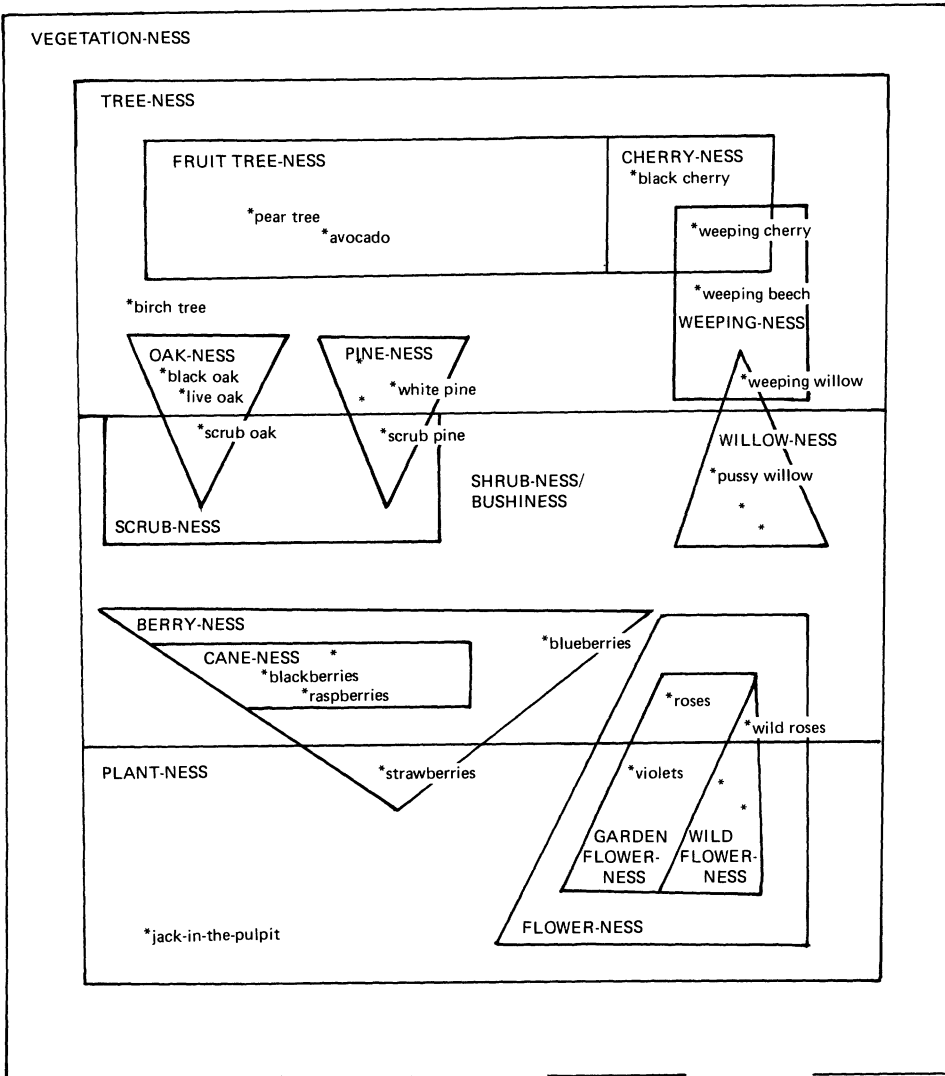 VEGETATION-NESS
TREE-NESS
FRUIT TREE-NESS
CHERRY-NESS
*black cherry
*pear tree
*avocado
*weeping cherry
*birch tree
*weeping beech
WEEPING-NESS
OAK-NESS
*black oak
*live oak
PINE-NESS
*
*white pine
*
*weeping willow
*scrub oak
*scrub pine
WILLOW-NESS
*pussy willow
*
*
SHRUB-NESS/
BUSHINESS
SCRUB-NESS
BERRY-NESS
*blueberries
CANE-NESS *
*blackberries
*raspberries
*roses
*wild roses
PLANT-NESS
*strawberries
*violets
*
*
GARDEN
FLOWER-
NESS
WILD
FLOWER-
NESS
FLOWER-NESS
*jack-in-the-pulpit